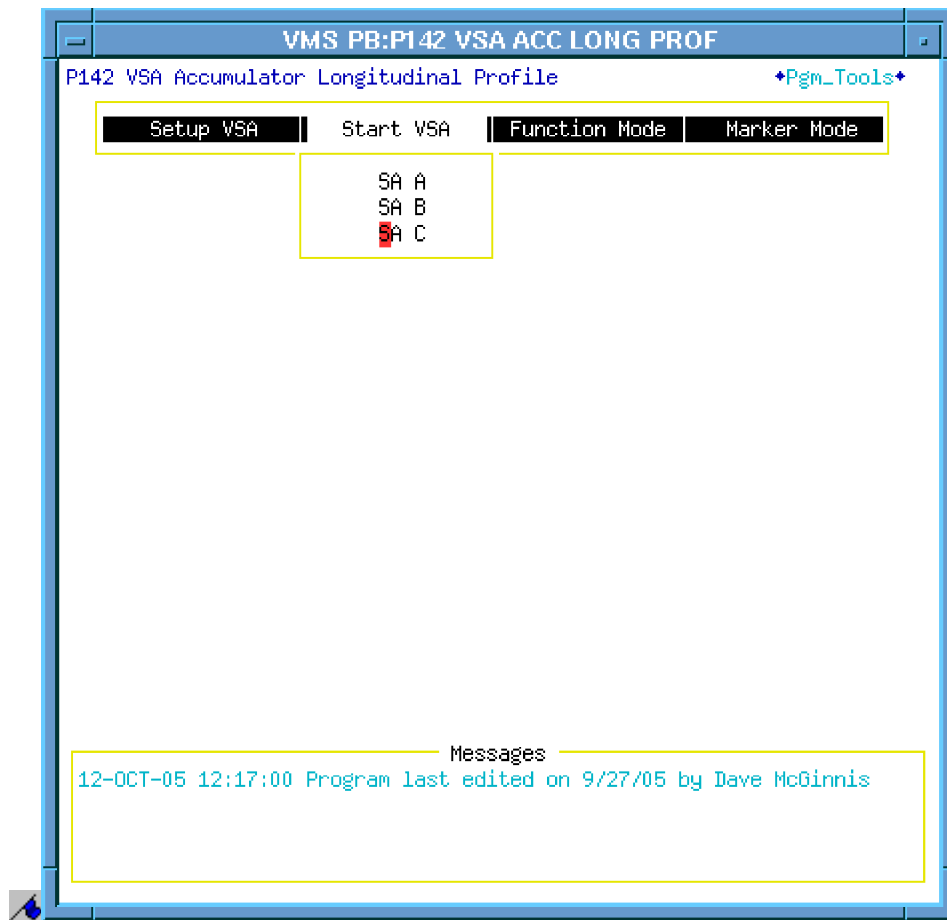 VMS PB:P142 VSA ACC LONG PROF
P142 VSA Accumulator Longitudinal Profile ♦Pgm_Tools♦
Setup VSA Start VSA Function Mode Marker Mode
SA A
SA B
SA C
Messages
12-OCT-05 12:17:00 Program last edited on 9/27/05 by Dave McGinnis